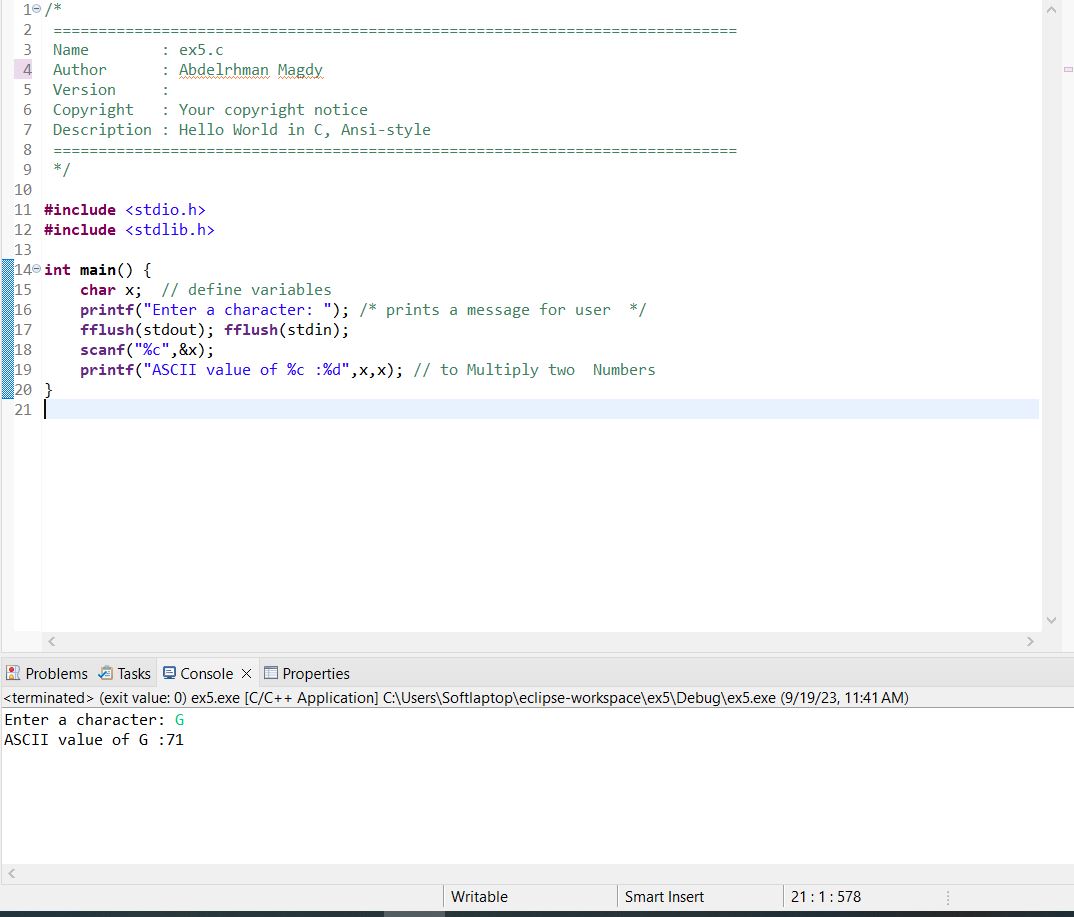 1 /*
2 ============================================================================
3 Name        : ex5.c
4 Author      : Abdelrhman Magdy
5 Version     :
6 Copyright   : Your copyright notice
7 Description : Hello World in C, Ansi-style
8 ============================================================================
9 */
10
11 #include <stdio.h>
12 #include <stdlib.h>
13
14 int main() {
15     char x;  // define variables
16     printf("Enter a character: "); /* prints a message for user  */
17     fflush(stdout); fflush(stdin);
18     scanf("%c",&x);
19     printf("ASCII value of %c :%d",x,x); // to Multiply two  Numbers
20 }
21
Problems Tasks Console Properties
<terminated> (exit value: 0) ex5.exe [C/C++ Application] C:\Users\Softlaptop\eclipse-workspace\ex5\Debug\ex5.exe (9/19/23, 11:41 AM)
Enter a character: G
ASCII value of G :71
Writable Smart Insert 21 : 1 : 578